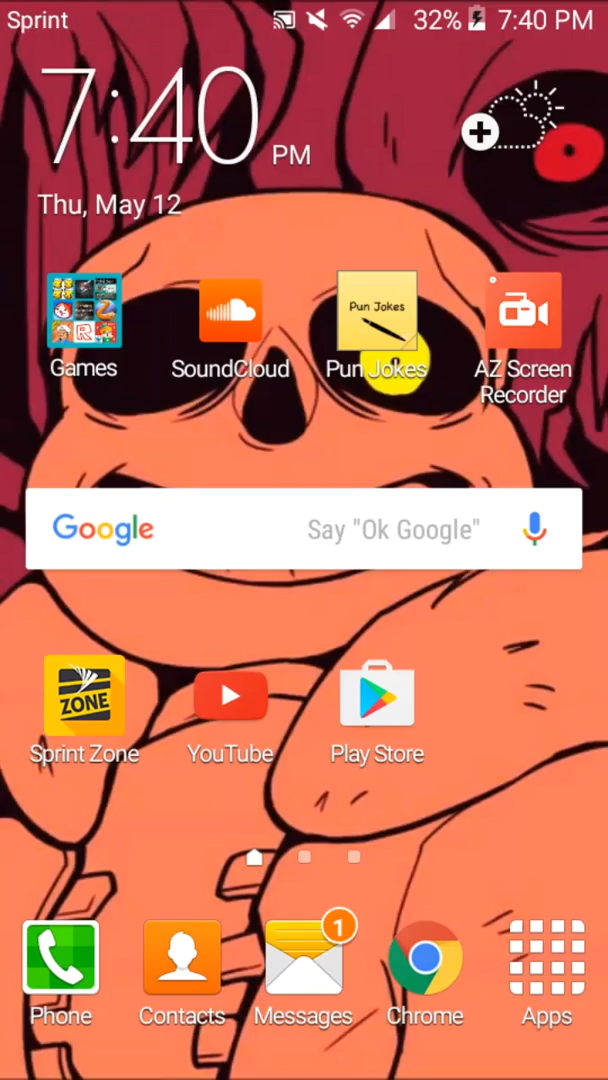 Sprint 32% 7:40 PM
7:40 PM
Thu, May 12
Pun Jokes
Games SoundCloud Pun Jokes AZ Screen
Recorder
Google Say "Ok Google"
ZONE
Sprint Zone YouTube Play Store
1
Phone Contacts Messages Chrome Apps